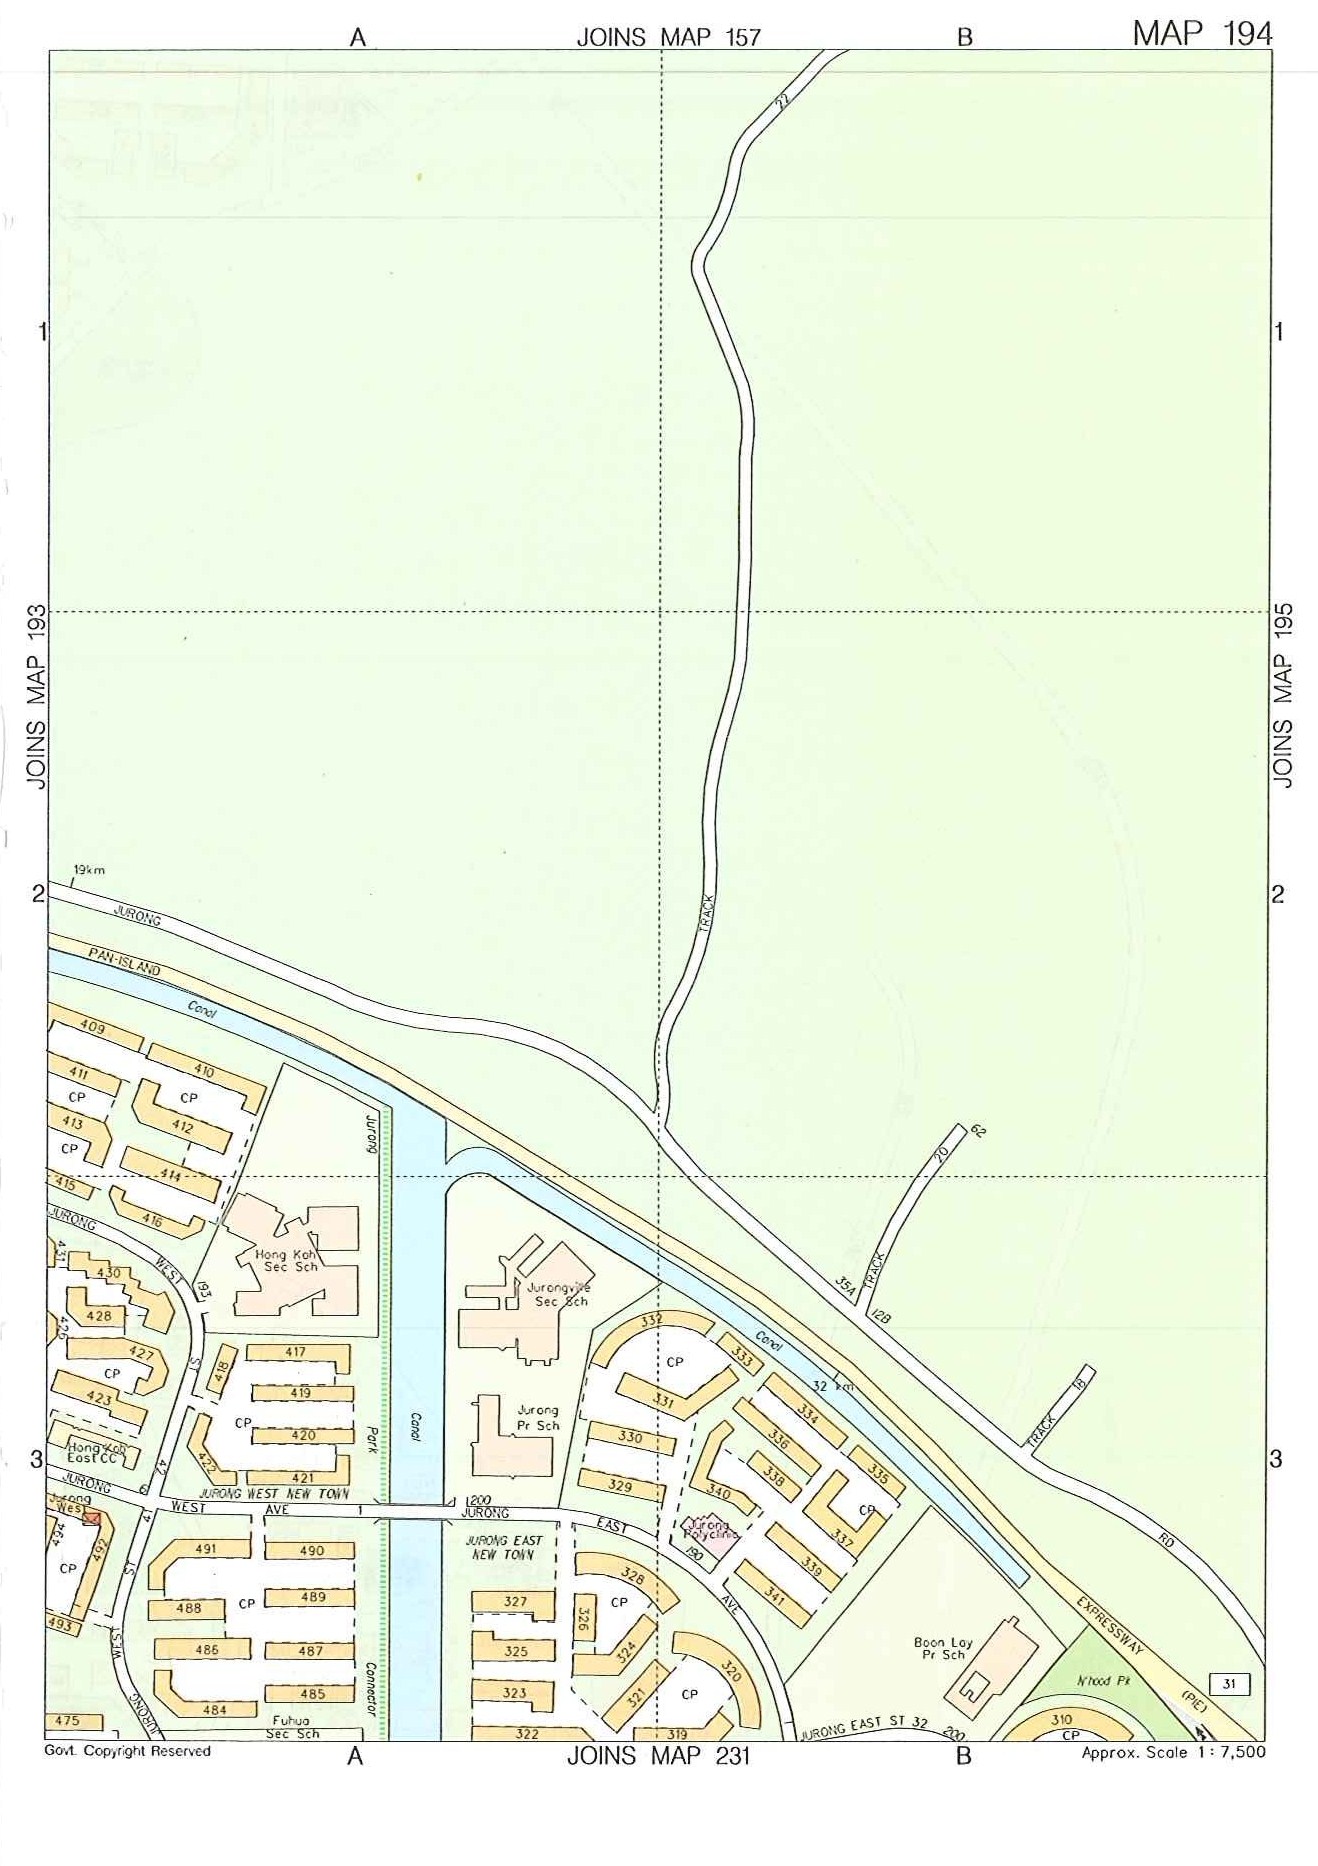 A
JOINS MAP 157
B
MAP 194
22
1
1
JOINS MAP 193
JOINS MAP 195
19km
2
2
JURONG
TRACK
PAN-ISLAND
Canal
409
410
411
CP
CP
413
412
CP
414
415
416
Jurong
62
20
TRACK
35A
12B
JURONG
WEST
193
ST
42
431
430
428
426
427
CP
423
Hong Kah
East CC
Hong Kah
Sec Sch
Jurongville
Sec Sch
332
CP
333
Canal
32 km
331
334
330
336
335
329
338
340
CP
337
339
341
18
TRACK
417
418
419
CP
420
422
421
Park
Canal
Jurong
Pr Sch
3
3
JURONG
6
WEST
AVE
1
JURONG WEST NEW TOWN
200
JURONG
EAST
AVE
Jurong
Polyclinic
190
JURONG EAST
NEW TOWN
RD
Jurong
West
494
492
CP
493
475
41
ST
WEST
JURONG
491
490
489
488
CP
486
487
485
484
Fuhua
Sec Sch
Connector
328
327
326
CP
325
324
323
321
320
CP
322
319
Boon Lay
Pr Sch
EXPRESSWAY
(PIE)
N'hood Pk
31
310
CP
JURONG EAST ST 32
200
Govt. Copyright Reserved
A
JOINS MAP 231
B
Approx. Scale 1 : 7,500